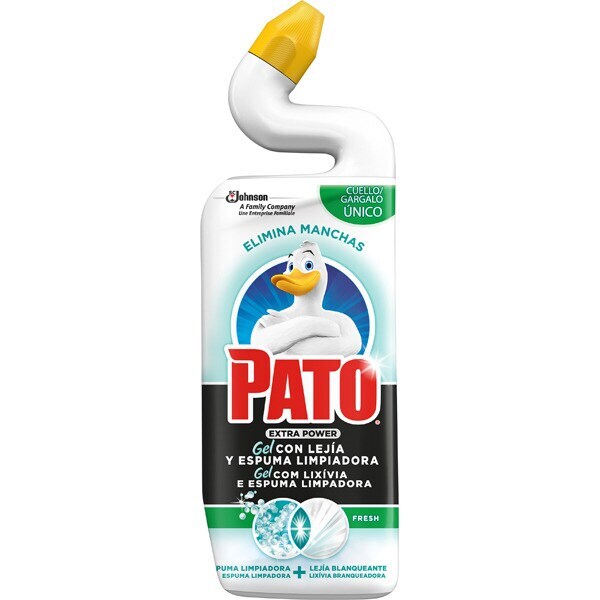 SC Johnson
A Family Company
Une Entreprise Familiale
CUELLO/
GARGALO
ÚNICO
ELIMINA MANCHAS
PATO
EXTRA POWER
Gel CON LEJÍA
Y ESPUMA LIMPIADORA
Gel COM LIXÍVIA
E ESPUMA LIMPADORA
FRESH
PUMA LIMPIADORA + LEJÍA BLANQUEANTE
ESPUMA LIMPADORA LIXÍVIA BRANQUEADORA